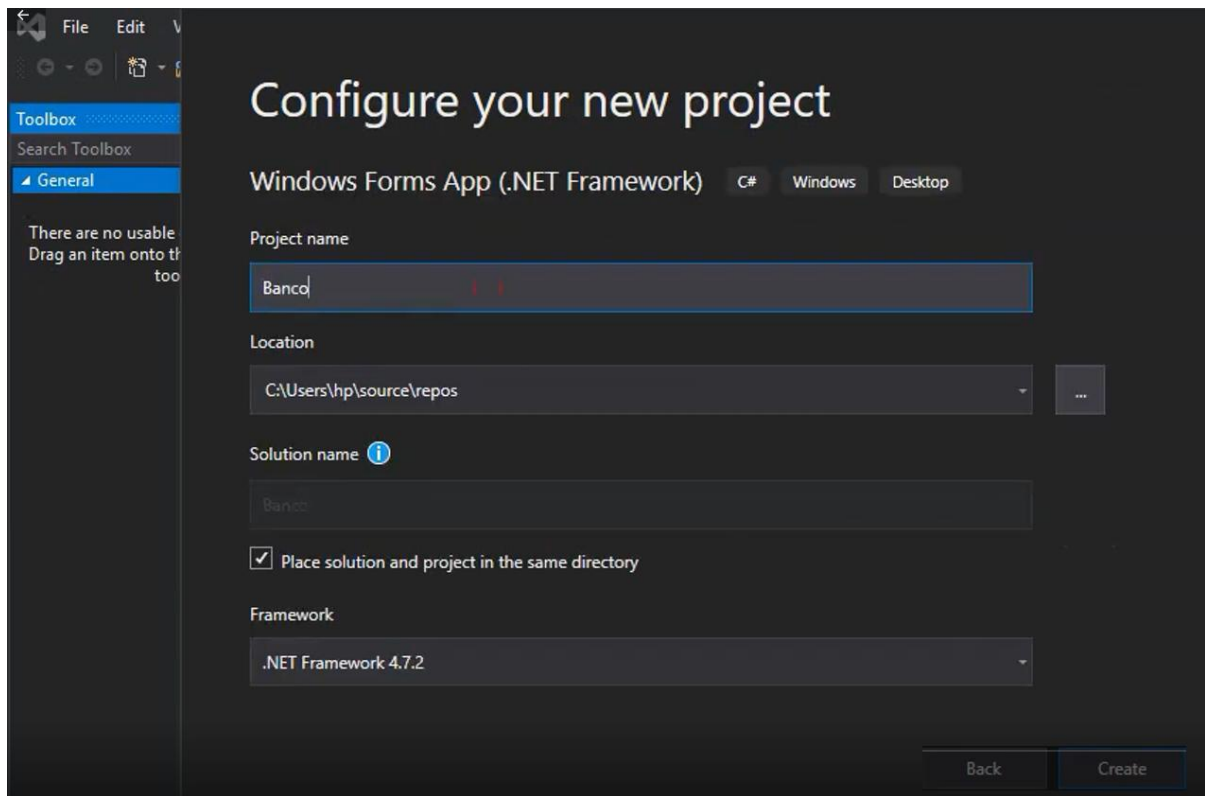 File Edit
Toolbox
Search Toolbox
General
There are no usable
Drag an item onto th
too
Configure your new project
Windows Forms App (.NET Framework) C# Windows Desktop
Project name
Banco
Location
C:\Users\hp\source\repos
...
Solution name
Banco
Place solution and project in the same directory
Framework
.NET Framework 4.7.2
Back Create